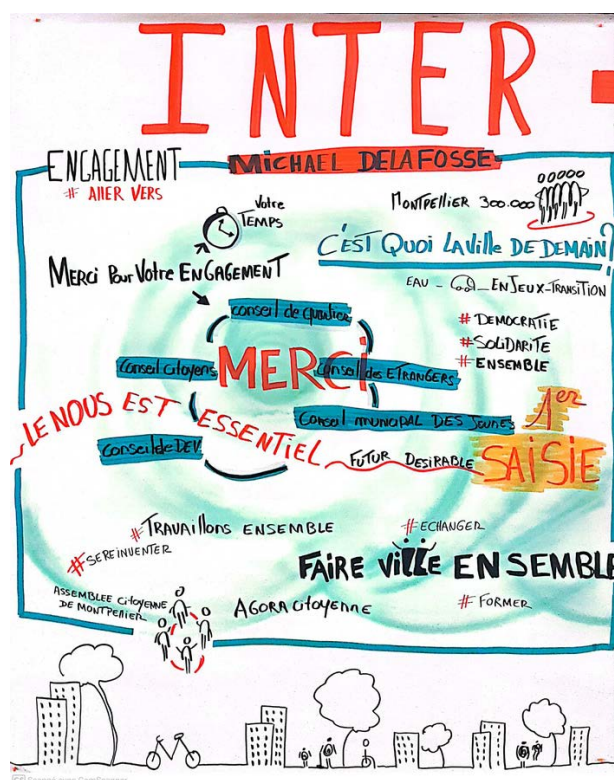 INTER-
ENGAGEMENT
# AllER VERS
MiCHAEL DELAFOSSE
Votre
TEMPS
MONTPEllIER 300.000
C'EST QUOI LA Ville DE DEMAIN?
MERCi Pour Votre ENGAGEMENT
EAU - ENJEUX-TRANSITION
# DEMOCRATIE
# SOLIDARITE
# ENSEMBLE
conseil de quartier
Conseil citoyens
MERCi
Conseil des ETRANGERS
Conseil municipal DES Jeunes
1er
SAiSiE
LE NOUS EST ESSENTIEL
Conseil de DEV
FUTUR DESIRABLE
# TRAVAillONS ENSEMBLE
# ECHANGER
# SEREINVENTER
FAIRE VillE ENSEMBLE
ASSEMBLEE Citoyenne
DE MONTPELLIER
AGORA citoyenne
# FORMER